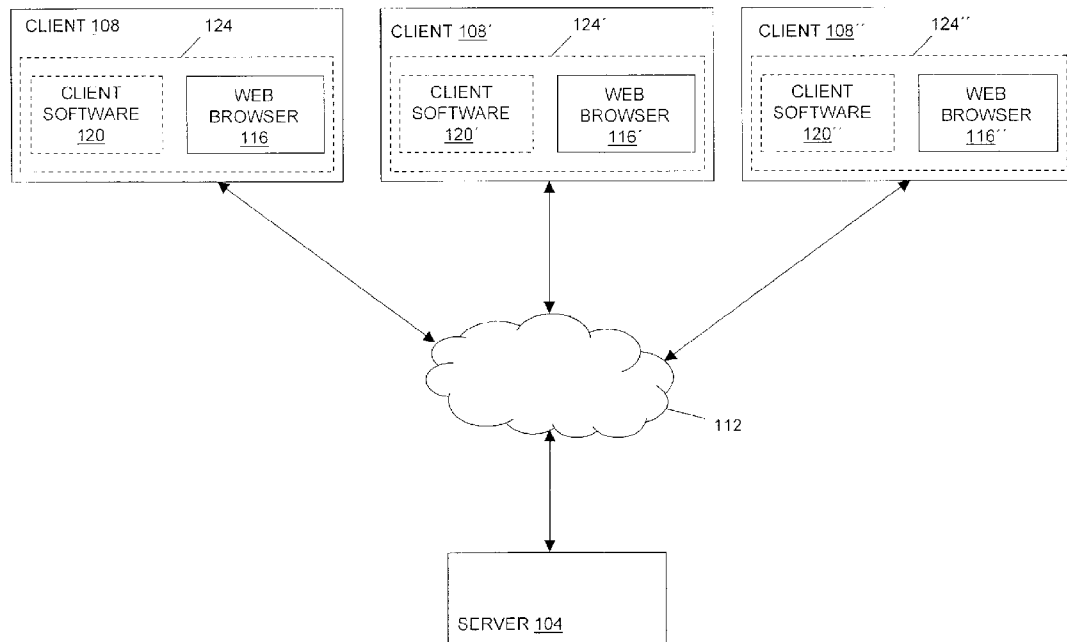 CLIENT 108
124
CLIENT
SOFTWARE
120
WEB
BROWSER
116
CLIENT 108´
124´
CLIENT
SOFTWARE
120´
WEB
BROWSER
116´
CLIENT 108´´
124´´
CLIENT
SOFTWARE
120´´
WEB
BROWSER
116´´
112
SERVER 104